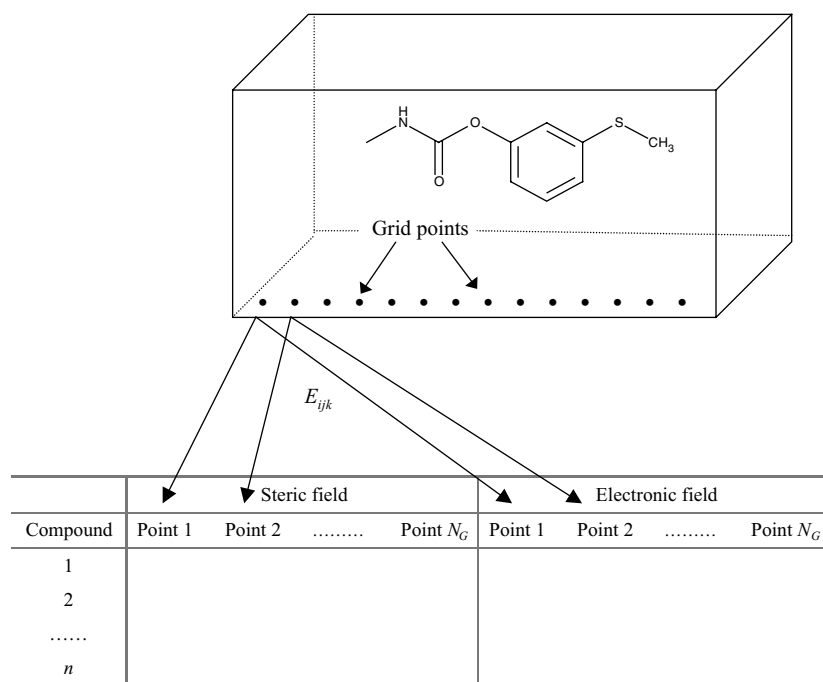 H
N
O
S
CH3
O
Grid points
Eijk
Steric field Electronic field
Compound Point 1 Point 2 ......... Point NG Point 1 Point 2 ......... Point NG
1
2
......
n